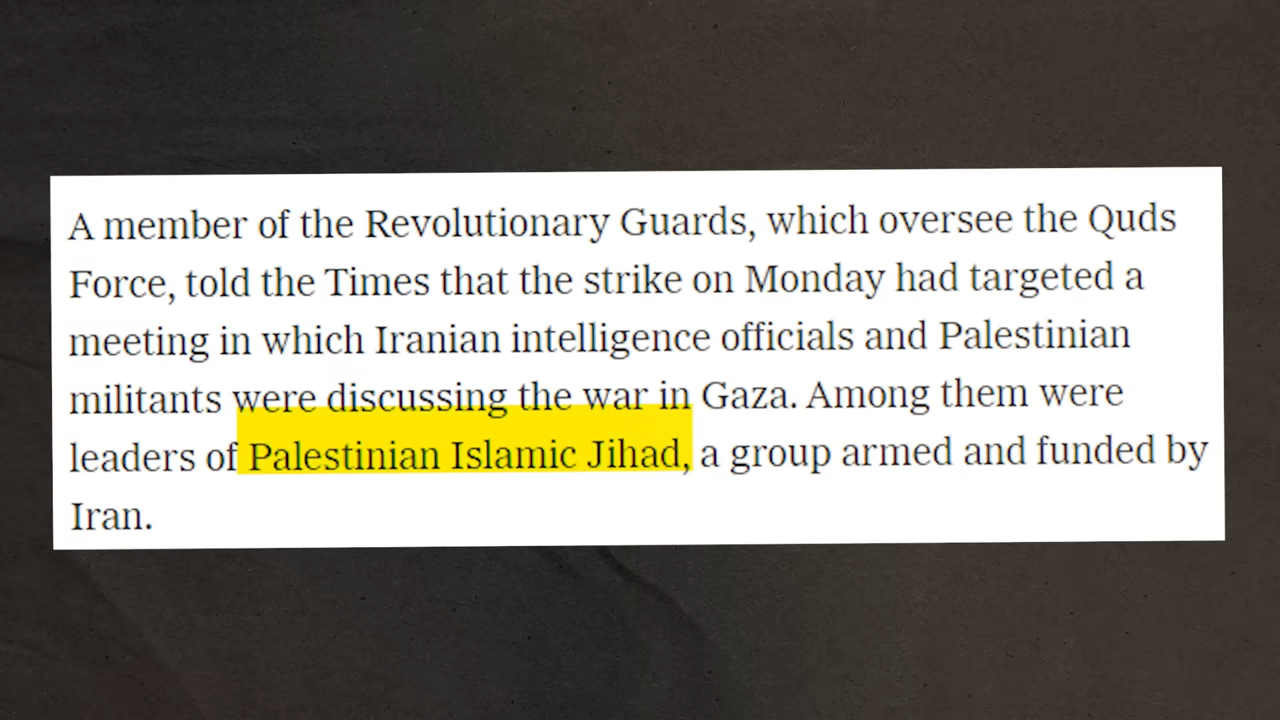 A member of the Revolutionary Guards, which oversee the Quds
Force, told the Times that the strike on Monday had targeted a
meeting in which Iranian intelligence officials and Palestinian
militants were discussing the war in Gaza. Among them were
leaders of Palestinian Islamic Jihad, a group armed and funded by
Iran.